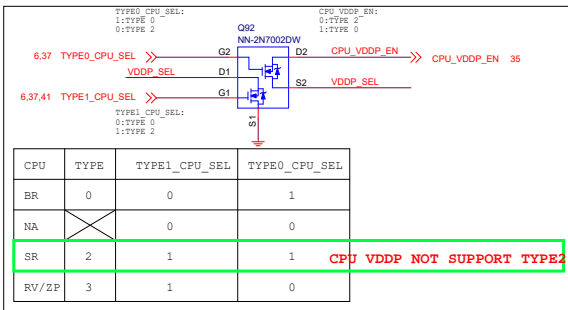 TYPE0_CPU_SEL:
1:TYPE 0
0:TYPE 2
CPU_VDDP_EN:
0:TYPE 2
1:TYPE 0
Q92
NN-2N7002DW
6,37 TYPE0_CPU_SEL G2 D2 CPU_VDDP_EN CPU_VDDP_EN 35
VDDP_SEL D1 S2 VDDP_SEL
6,37,41 TYPE1_CPU_SEL G1
S1
TYPE1_CPU_SEL:
0:TYPE 0
1:TYPE 2
CPU TYPE TYPE1_CPU_SEL TYPE0_CPU_SEL
BR 0 0 1
NA 0 0
SR 2 1 1 CPU VDDP NOT SUPPORT TYPE2
RV/ZP 3 1 0